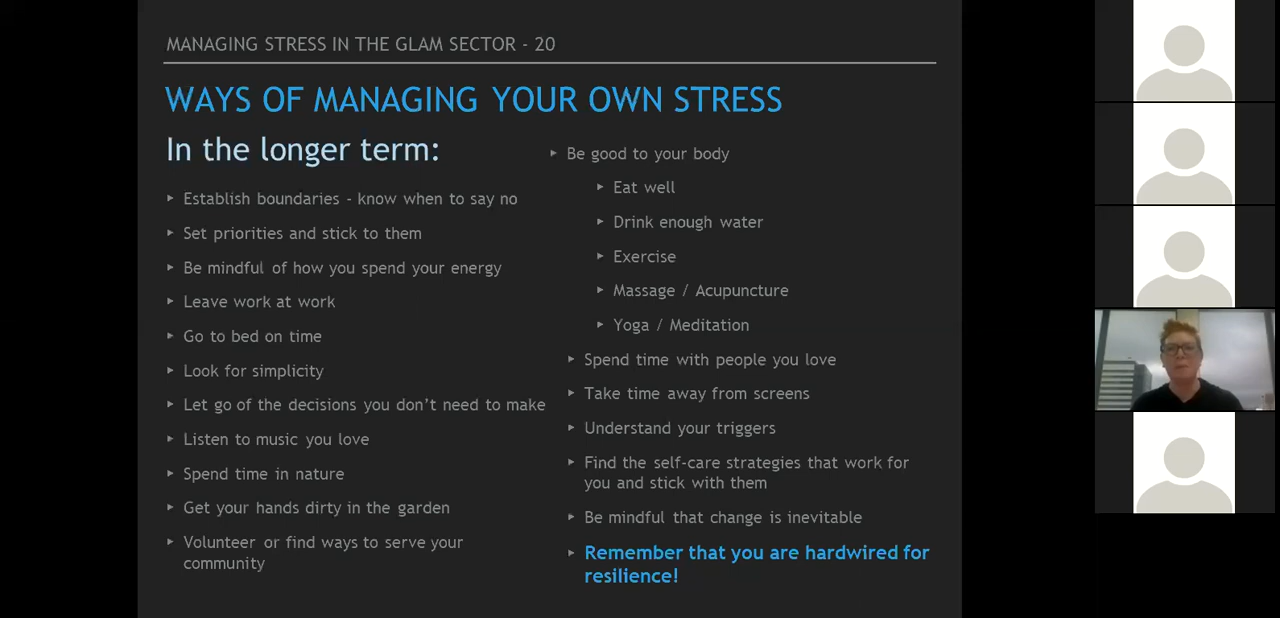 MANAGING STRESS IN THE GLAM SECTOR - 20
WAYS OF MANAGING YOUR OWN STRESS
In the longer term:
Establish boundaries - know when to say no
Set priorities and stick to them
Be mindful of how you spend your energy
Leave work at work
Go to bed on time
Look for simplicity
Let go of the decisions you don’t need to make
Listen to music you love
Spend time in nature
Get your hands dirty in the garden
Volunteer or find ways to serve your
community
Be good to your body
Eat well
Drink enough water
Exercise
Massage / Acupuncture
Yoga / Meditation
Spend time with people you love
Take time away from screens
Understand your triggers
Find the self-care strategies that work for
you and stick with them
Be mindful that change is inevitable
Remember that you are hardwired for
resilience!